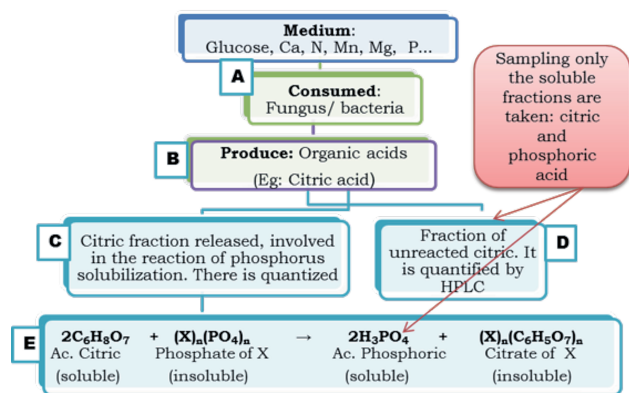 Medium:
Glucose, Ca, N, Mn, Mg, P...
A
Consumed:
Fungus/ bacteria
Sampling only
the soluble
fractions are
taken: citric
and
phosphoric
acid
B
Produce: Organic acids
(Eg: Citric acid)
C
Citric fraction released, involved
in the reaction of phosphorus
solubilization. There is quantized
Fraction of
unreacted citric. It
is quantified by
HPLC
D
E
2C₆H₈O₇ + (X)ₙ(PO₄)ₙ → 2H₃PO₄ + (X)ₙ(C₆H₅O₇)ₙ
Ac. Citric Phosphate of X Ac. Phosphoric Citrate of X
(soluble) (insoluble) (soluble) (insoluble)